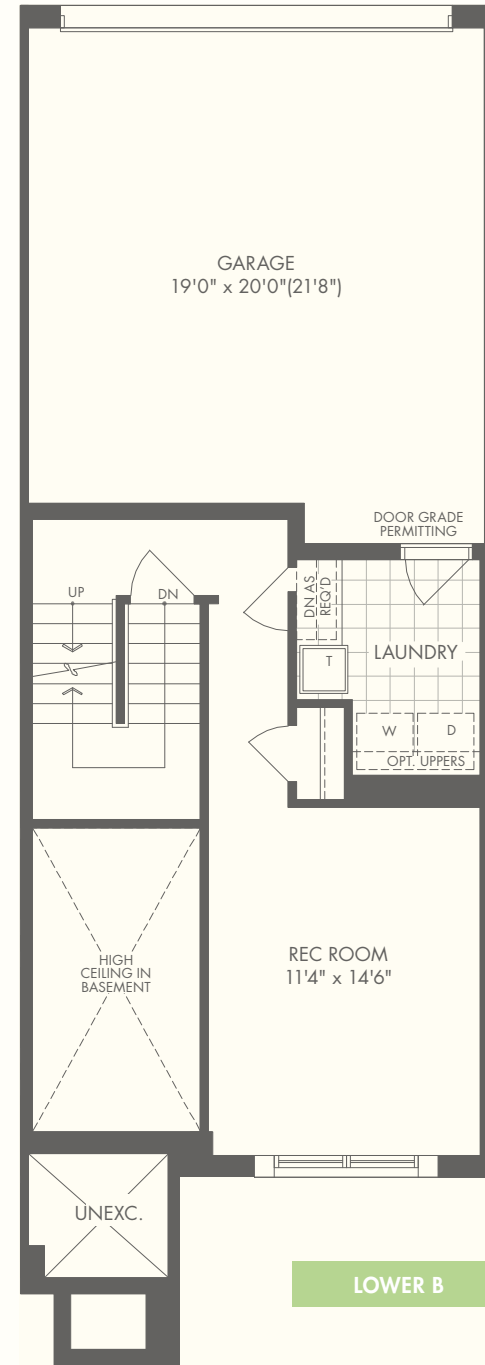 GARAGE
19'0" x 20'0"(21'8")
DOOR GRADE
PERMITTING
UP
DN
DN AS
REQ'D
T
LAUNDRY
W
D
OPT. UPPERS
HIGH
CEILING IN
BASEMENT
REC ROOM
11'4" x 14'6"
UNEXC.
LOWER B